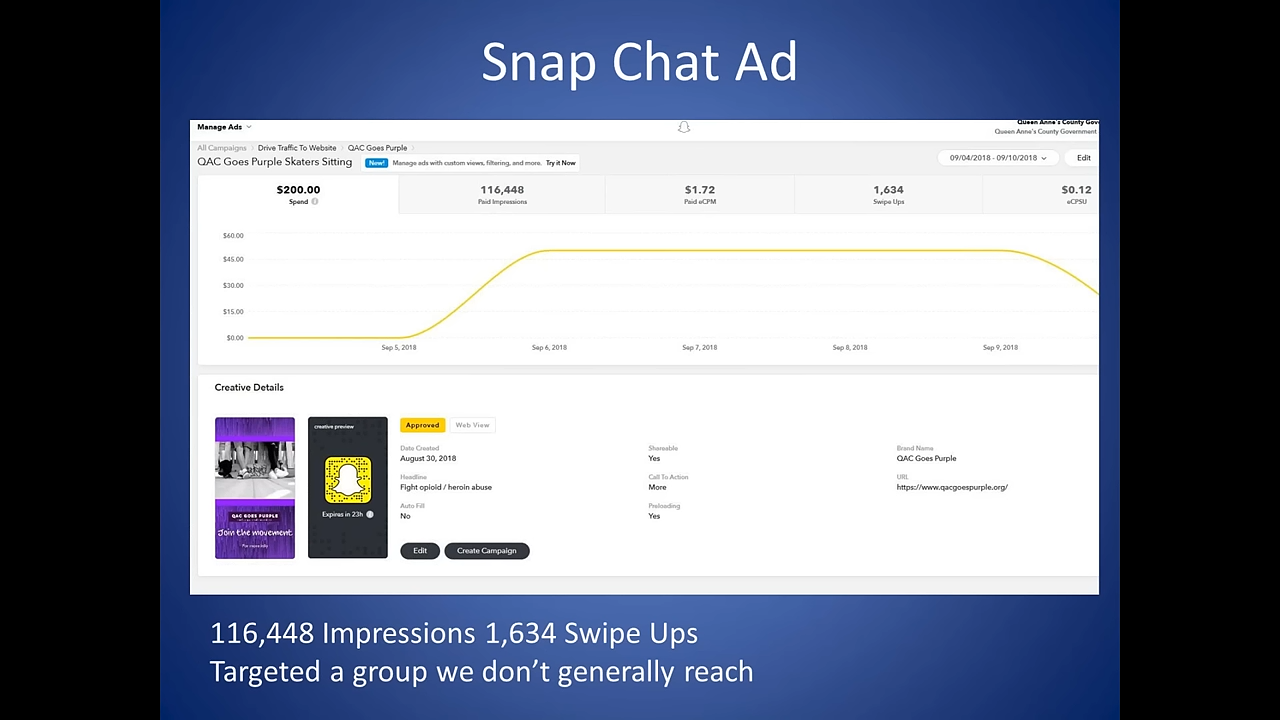 Snap Chat Ad
Manage Ads
Queen Anne's County Gov
Queen Anne's County Government
All Campaigns Drive Traffic To Website QAC Goes Purple
QAC Goes Purple Skaters Sitting New! Manage ads with custom views, filtering, and more. Try it Now
09/04/2018 - 09/10/2018 Edit
$200.00 116,448 $1.72 1,634 $0.12
Spend Paid Impressions Paid eCPM Swipe Ups eCPSU
$60.00
$45.00
$30.00
$15.00
$0.00
Sep 5, 2018 Sep 6, 2018 Sep 7, 2018 Sep 8, 2018 Sep 9, 2018
Creative Details
creative preview
Expires in 23h
QAC GOES PURPLE
Join the movement
Approved Web View
Date Created Shareable Brand Name
August 30, 2018 Yes QAC Goes Purple
Headline Call To Action URL
Fight opioid / heroin abuse More https://www.qacgoespurple.org/
Auto Fill Preloading
No Yes
Edit Create Campaign
116,448 Impressions 1,634 Swipe Ups
Targeted a group we don't generally reach